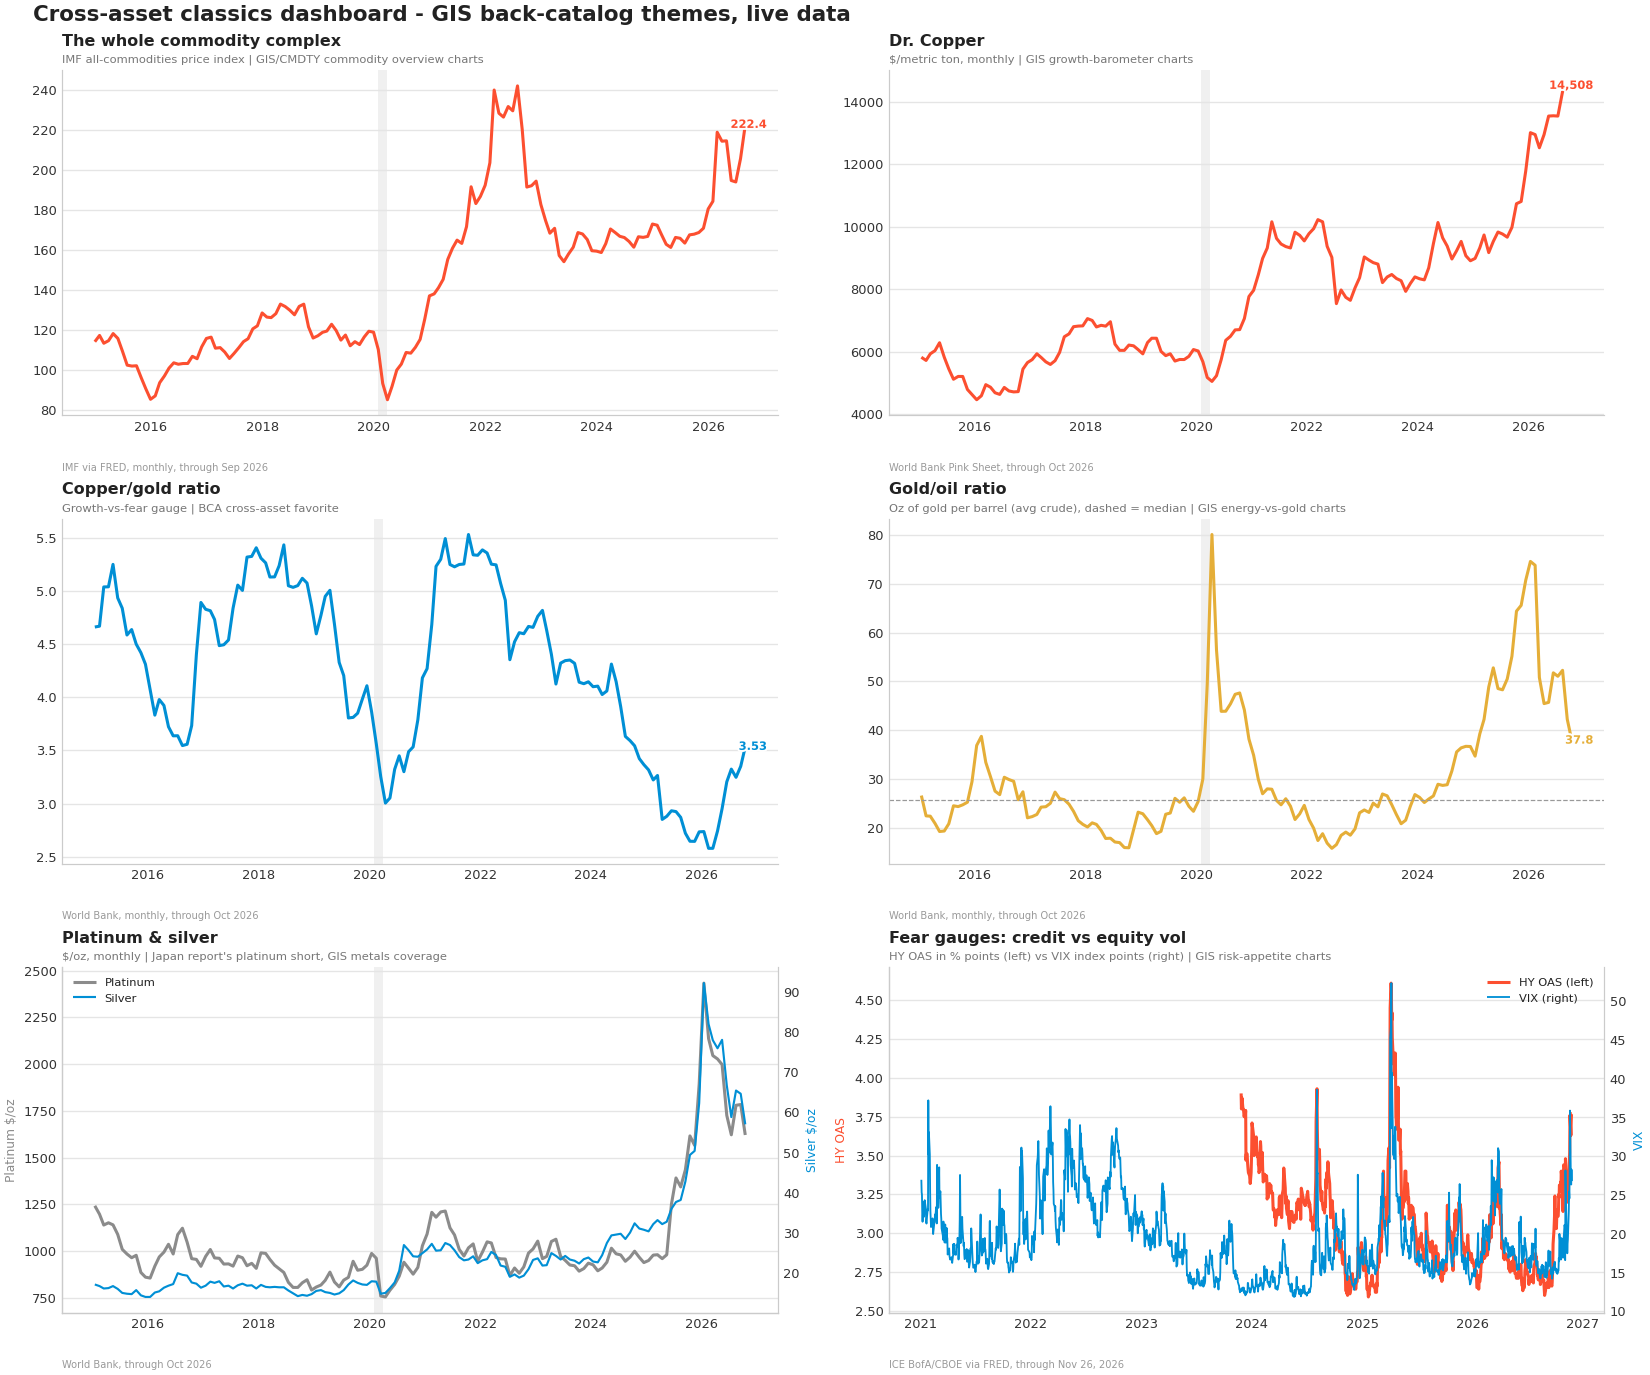 Cross-asset classics dashboard - GIS back-catalog themes, live data
The whole commodity complex
IMF all-commodities price index | GIS/CMDTY commodity overview charts
240
220
200
180
160
140
120
100
80
222.4
2016 2018 2020 2022 2024 2026
IMF via FRED, monthly, through Sep 2026
Dr. Copper
$/metric ton, monthly | GIS growth-barometer charts
14000
12000
10000
8000
6000
4000
14,508
2016 2018 2020 2022 2024 2026
World Bank Pink Sheet, through Oct 2026
Copper/gold ratio
Growth-vs-fear gauge | BCA cross-asset favorite
5.5
5.0
4.5
4.0
3.5
3.0
2.5
3.53
2016 2018 2020 2022 2024 2026
World Bank, monthly, through Oct 2026
Gold/oil ratio
Oz of gold per barrel (avg crude), dashed = median | GIS energy-vs-gold charts
80
70
60
50
40
30
20
37.8
2016 2018 2020 2022 2024 2026
World Bank, monthly, through Oct 2026
Platinum & silver
$/oz, monthly | Japan report's platinum short, GIS metals coverage
Platinum
Silver
Platinum $/oz
2500
2250
2000
1750
1500
1250
1000
750
90
80
70
60
50
40
30
20
Silver $/oz
2016 2018 2020 2022 2024 2026
World Bank, through Oct 2026
Fear gauges: credit vs equity vol
HY OAS in % points (left) vs VIX index points (right) | GIS risk-appetite charts
HY OAS (left)
VIX (right)
HY OAS
4.50
4.25
4.00
3.75
3.50
3.25
3.00
2.75
2.50
50
45
40
35
30
25
20
15
10
VIX
2021 2022 2023 2024 2025 2026 2027
ICE BofA/CBOE via FRED, through Nov 26, 2026